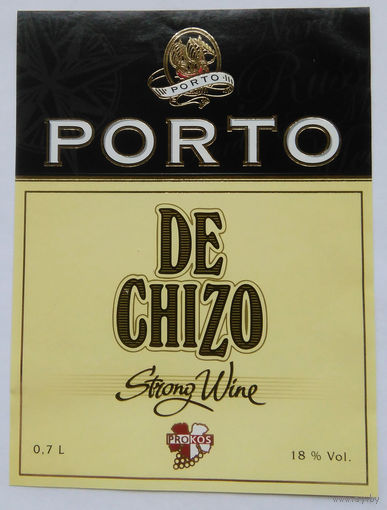 PORTO
PORTO
DE
CHIZO
Strong Wine
PROKOS
0,7 L
18 % Vol.